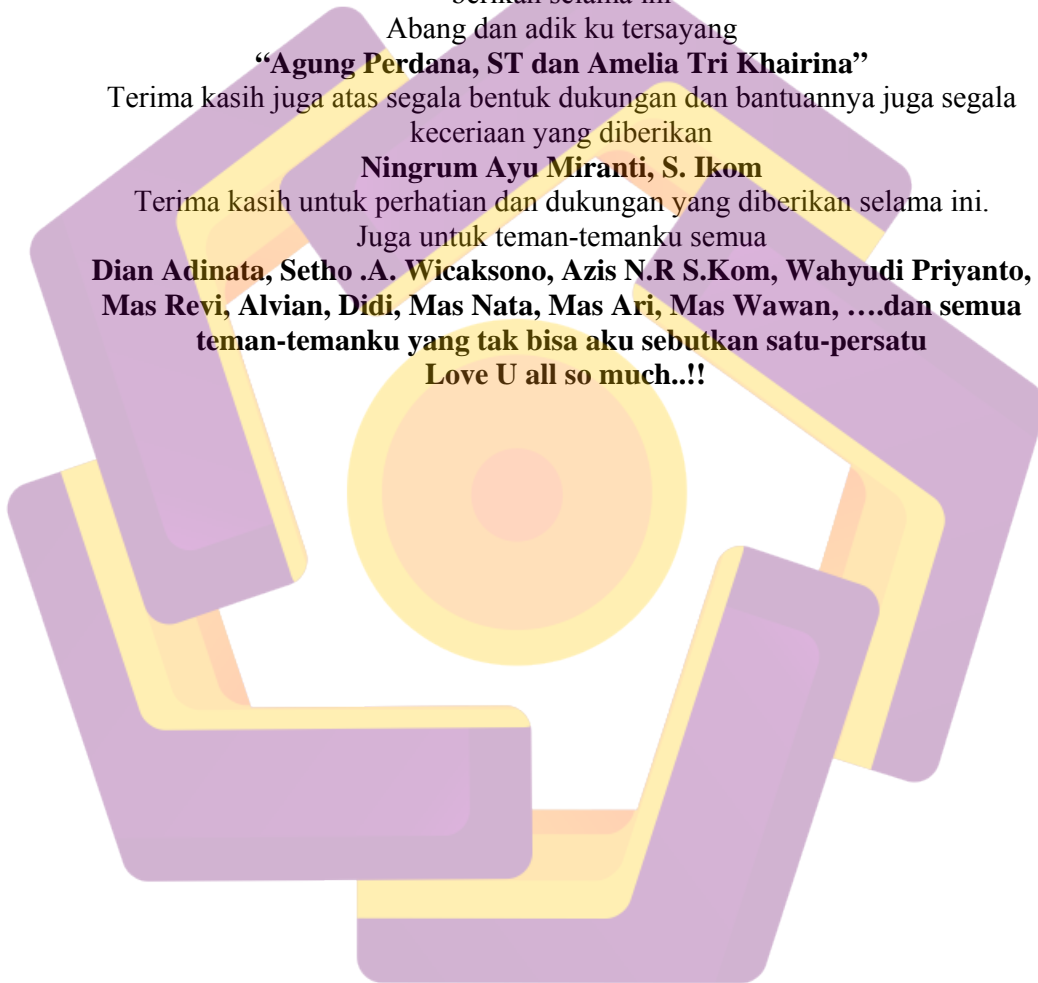 berikan selama ini
Abang dan adik ku tersayang
“Agung Perdana, ST dan Amelia Tri Khairina”
Terima kasih juga atas segala bentuk dukungan dan bantuannya juga segala
keceriaan yang diberikan
Ningrum Ayu Miranti, S. Ikom
Terima kasih untuk perhatian dan dukungan yang diberikan selama ini.
Juga untuk teman-temanku semua
Dian Adinata, Setho .A. Wicaksono, Azis N.R S.Kom, Wahyudi Priyanto,
Mas Revi, Alvian, Didi, Mas Nata, Mas Ari, Mas Wawan, ….dan semua
teman-temanku yang tak bisa aku sebutkan satu-persatu
Love U all so much..!!